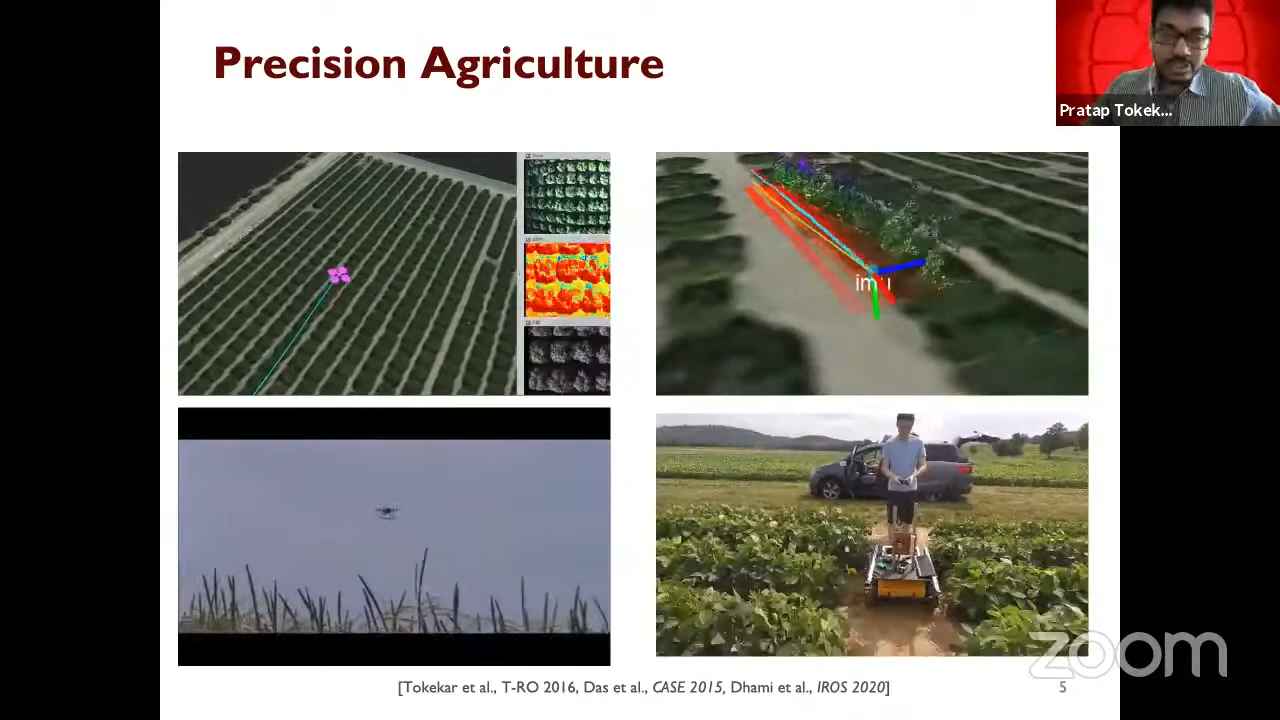 Precision Agriculture
Pratap Tokek...
imu
[Tokekar et al., T-RO 2016, Das et al., CASE 2015, Dhami et al., IROS 2020]
5
zoom